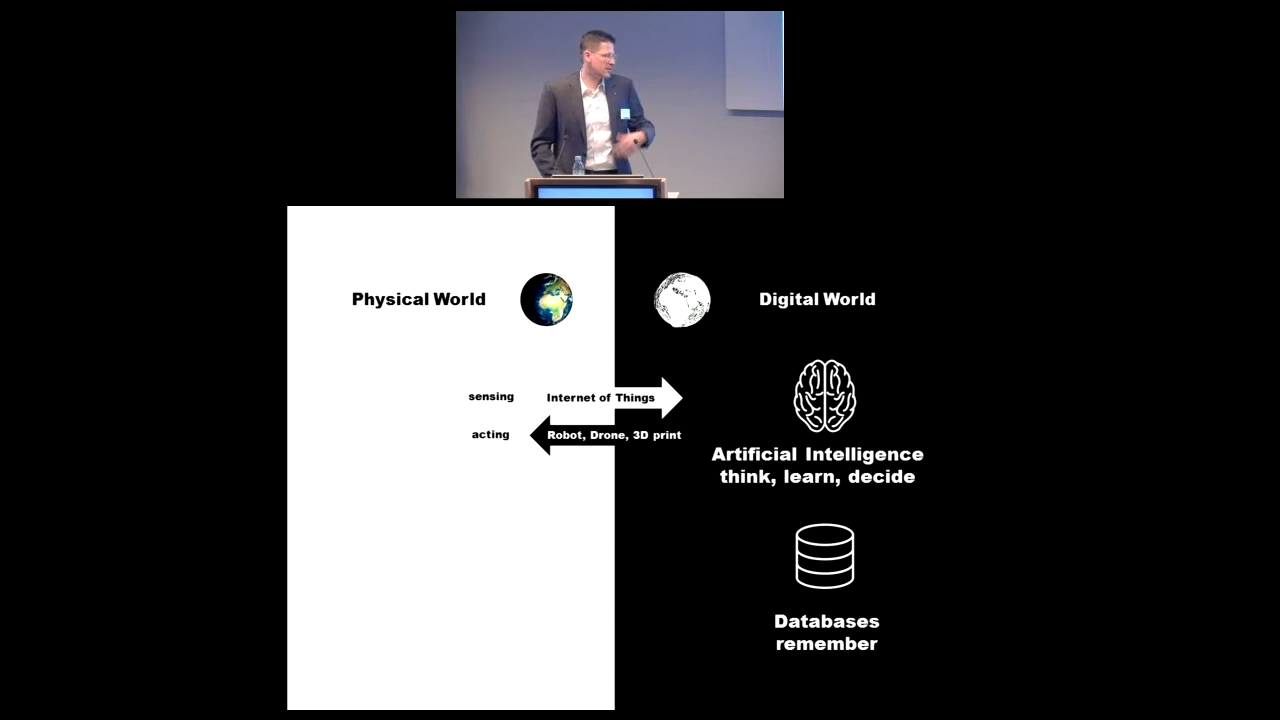 Physical World
Digital World
sensing
Internet of Things
acting
Robot, Drone, 3D print
Artificial Intelligence
think, learn, decide
Databases
remember